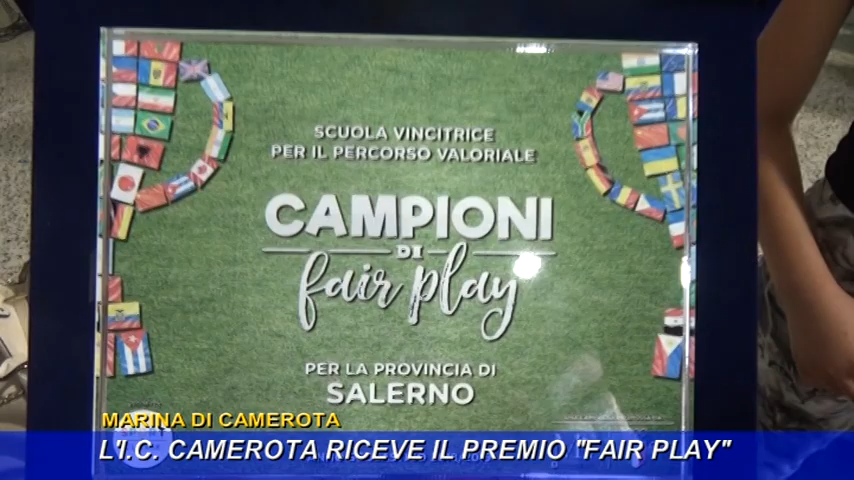 SCUOLA VINCITRICE
PER IL PERCORSO VALORIALE
CAMPIONI
DI
fair play
PER LA PROVINCIA DI
SALERNO
MARINA DI CAMEROTA
L'I.C. CAMEROTA RICEVE IL PREMIO "FAIR PLAY"